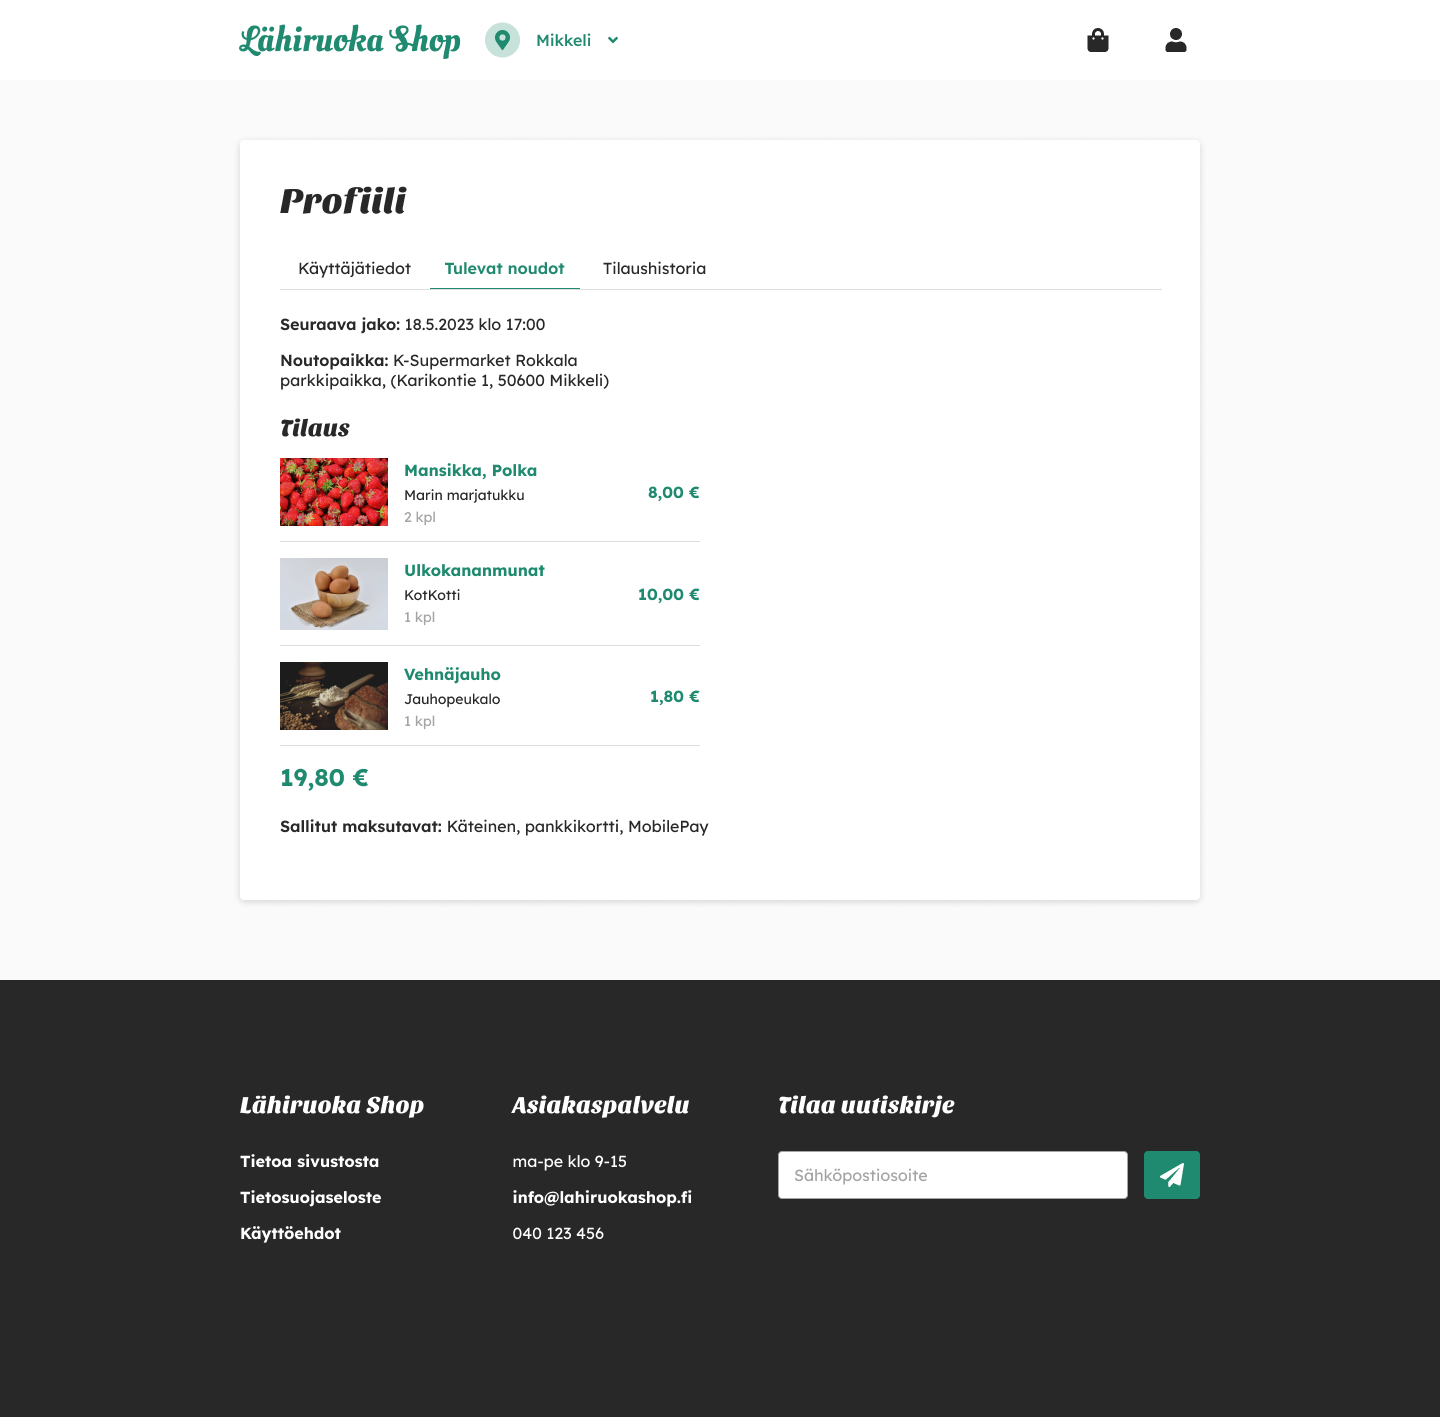 Lähiruoka Shop
Mikkeli
Profiili
Käyttäjätiedot
Tulevat noudot
Tilaushistoria
Seuraava jako: 18.5.2023 klo 17:00
Noutopaikka: K-Supermarket Rokkala
parkkipaikka, (Karikontie 1, 50600 Mikkeli)
Tilaus
Mansikka, Polka
Marin marjatukku
2 kpl
8,00 €
Ulkokananmunat
KotKotti
1 kpl
10,00 €
Vehnäjauho
Jauhopeukalo
1 kpl
1,80 €
19,80 €
Sallitut maksutavat: Käteinen, pankkikortti, MobilePay
Lähiruoka Shop
Tietoa sivustosta
Tietosuojaseloste
Käyttöehdot
Asiakaspalvelu
ma-pe klo 9-15
info@lahiruokashop.fi
040 123 456
Tilaa uutiskirje
Sähköpostiosoite